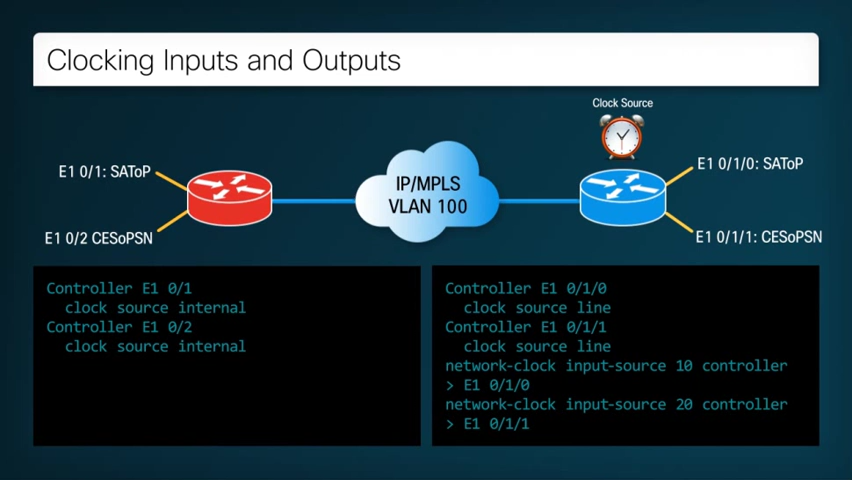 Clocking Inputs and Outputs
Clock Source
E1 0/1: SAToP
E1 0/2 CESoPSN
IP/MPLS
VLAN 100
E1 0/1/0: SAToP
E1 0/1/1: CESoPSN
Controller E1 0/1
clock source internal
Controller E1 0/2
clock source internal
Controller E1 0/1/0
clock source line
Controller E1 0/1/1
clock source line
network-clock input-source 10 controller
> E1 0/1/0
network-clock input-source 20 controller
> E1 0/1/1